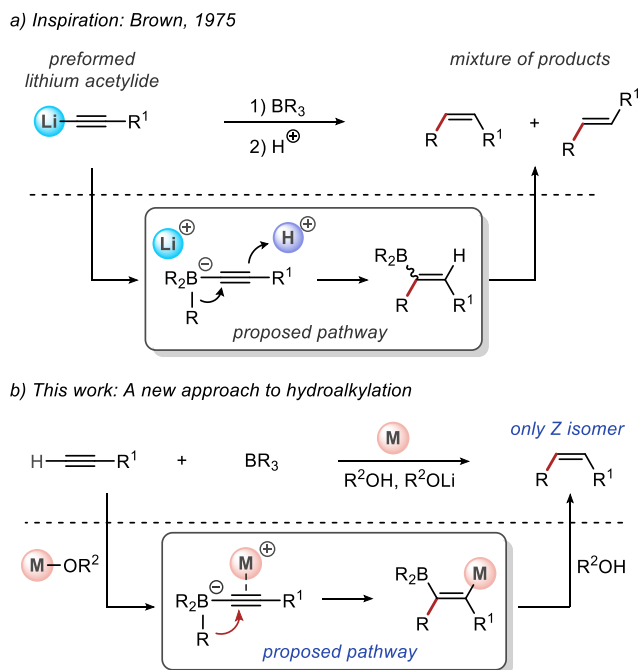 a) Inspiration: Brown, 1975
preformed
lithium acetylide
mixture of products
Li
R¹
1) BR₃
2) H⊕
R
R¹
+
R
R¹
Li
⊕
H
⊕
R₂B
⊖
R¹
R
R₂B
H
R
R¹
proposed pathway
b) This work: A new approach to hydroalkylation
only Z isomer
H
R¹
+
BR₃
M
R²OH, R²OLi
R
R¹
M
OR²
M
⊕
R₂B
⊖
R¹
R
R₂B
M
R
R¹
R²OH
proposed pathway